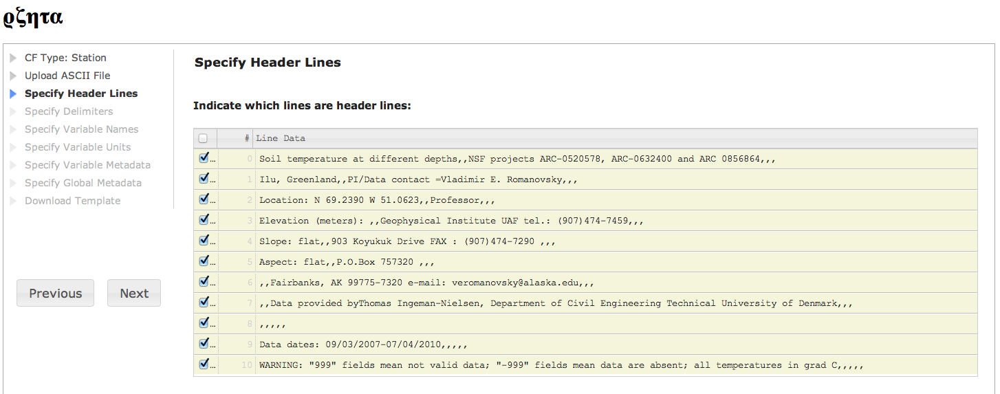 ρζητα
CF Type: Station
Upload ASCII File
Specify Header Lines
Specify Delimiters
Specify Variable Names
Specify Variable Units
Specify Variable Metadata
Specify Global Metadata
Download Template
Previous Next
Specify Header Lines
Indicate which lines are header lines:
# Line Data
... 0 Soil temperature at different depths,,NSF projects ARC-0520578, ARC-0632400 and ARC 0856864,,,
... 1 Ilu, Greenland,,PI/Data contact =Vladimir E. Romanovsky,,,
... 2 Location: N 69.2390 W 51.0623,,Professor,,,
... 3 Elevation (meters): ,,Geophysical Institute UAF tel.: (907)474-7459,,,
... 4 Slope: flat,,903 Koyukuk Drive FAX : (907)474-7290 ,,,
... 5 Aspect: flat,,P.O.Box 757320 ,,,
... 6 ,,Fairbanks, AK 99775-7320 e-mail: veromanovsky@alaska.edu,,,
... 7 ,,Data provided byThomas Ingeman-Nielsen, Department of Civil Engineering Technical University of Denmark,,,
... 8 ,,,,,
... 9 Data dates: 09/03/2007-07/04/2010,,,,,
... 10 WARNING: "999" fields mean not valid data; "-999" fields mean data are absent; all temperatures in grad C,,,,,